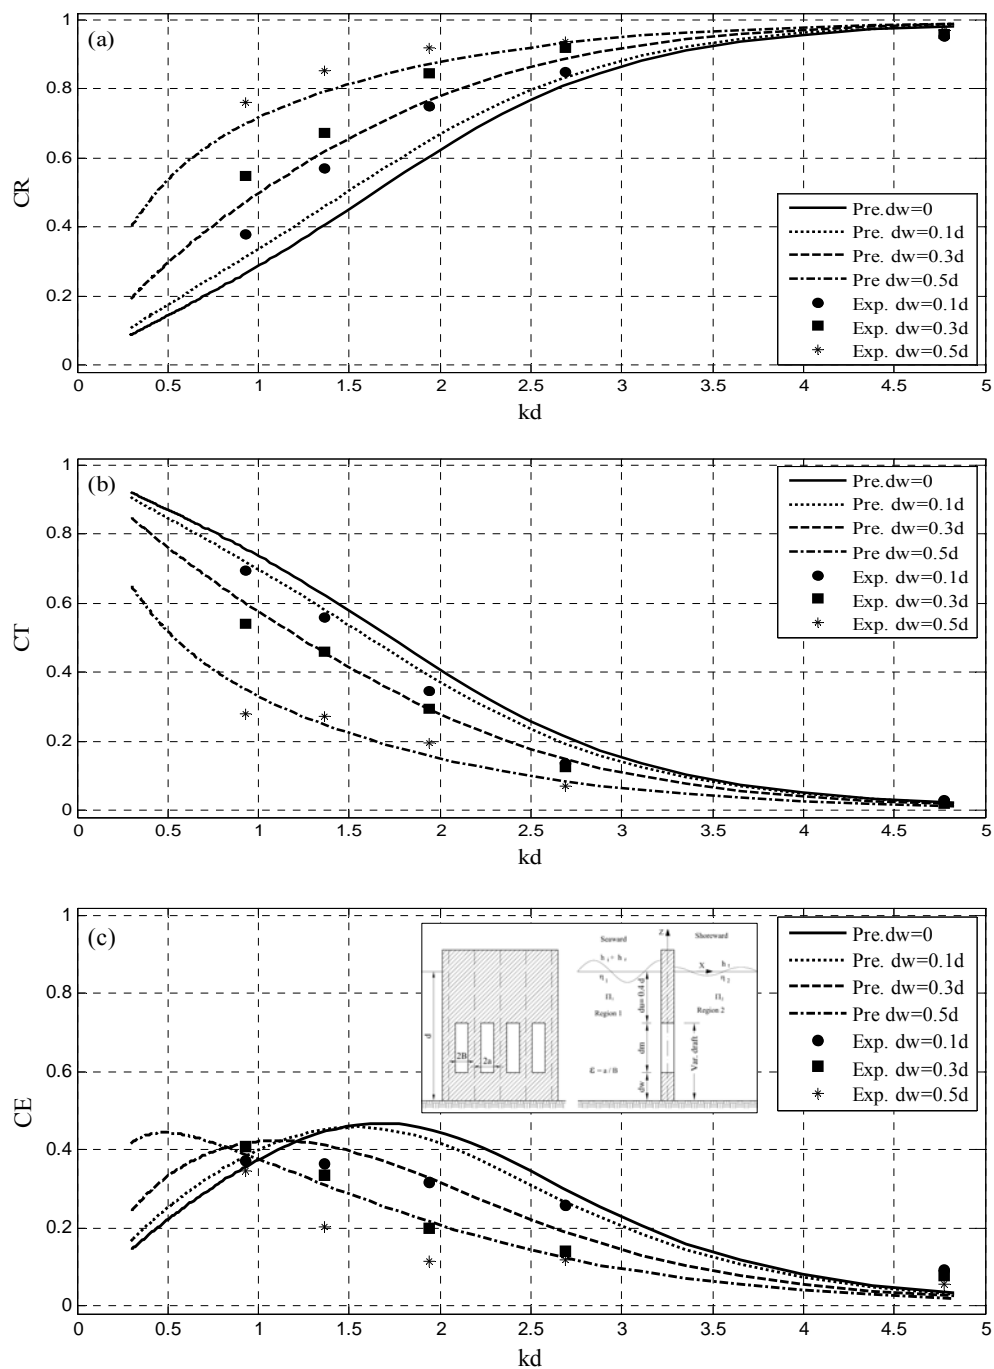 (a)
1
0.8
0.6
0.4
0.2
0
CR
0 0.5 1 1.5 2 2.5 3 3.5 4 4.5 5
kd
Pre.dw=0
Pre. dw=0.1d
Pre. dw=0.3d
Pre dw=0.5d
Exp. dw=0.1d
Exp. dw=0.3d
Exp. dw=0.5d
(b)
1
0.8
0.6
0.4
0.2
0
CT
0 0.5 1 1.5 2 2.5 3 3.5 4 4.5 5
kd
Pre.dw=0
Pre. dw=0.1d
Pre. dw=0.3d
Pre dw=0.5d
Exp. dw=0.1d
Exp. dw=0.3d
Exp. dw=0.5d
(c)
1
0.8
0.6
0.4
0.2
0
CE
0 0.5 1 1.5 2 2.5 3 3.5 4 4.5 5
kd
Pre.dw=0
Pre. dw=0.1d
Pre. dw=0.3d
Pre dw=0.5d
Exp. dw=0.1d
Exp. dw=0.3d
Exp. dw=0.5d
d
2B
2a
Seaward
Z
Shoreward
X
Region 1
Region 2
du= 0.4 d
dm
dw
Var. draft
ε = a / B